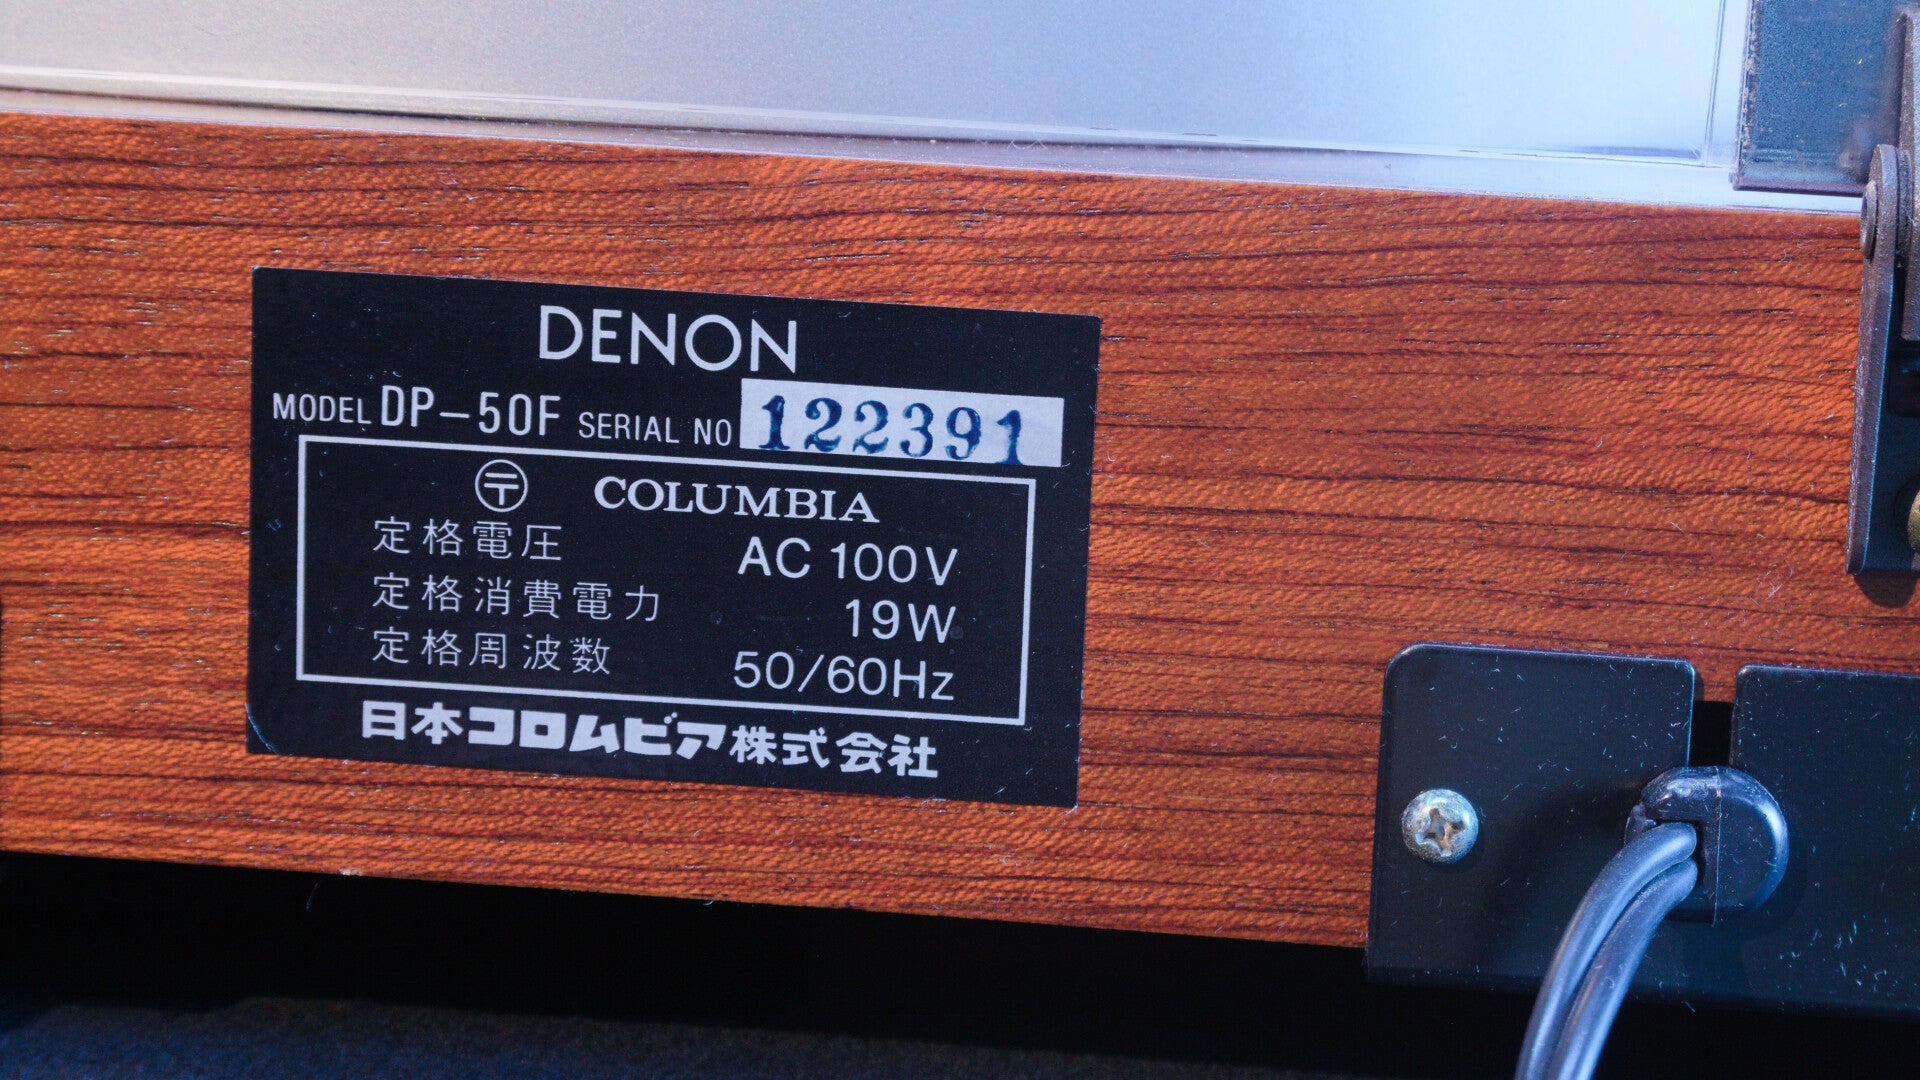 DENON
MODEL DP-50F SERIAL NO 122391
〶 COLUMBIA
定格電圧 AC 100V
定格消費電力 19W
定格周波数 50/60Hz
日本コロムビア株式会社